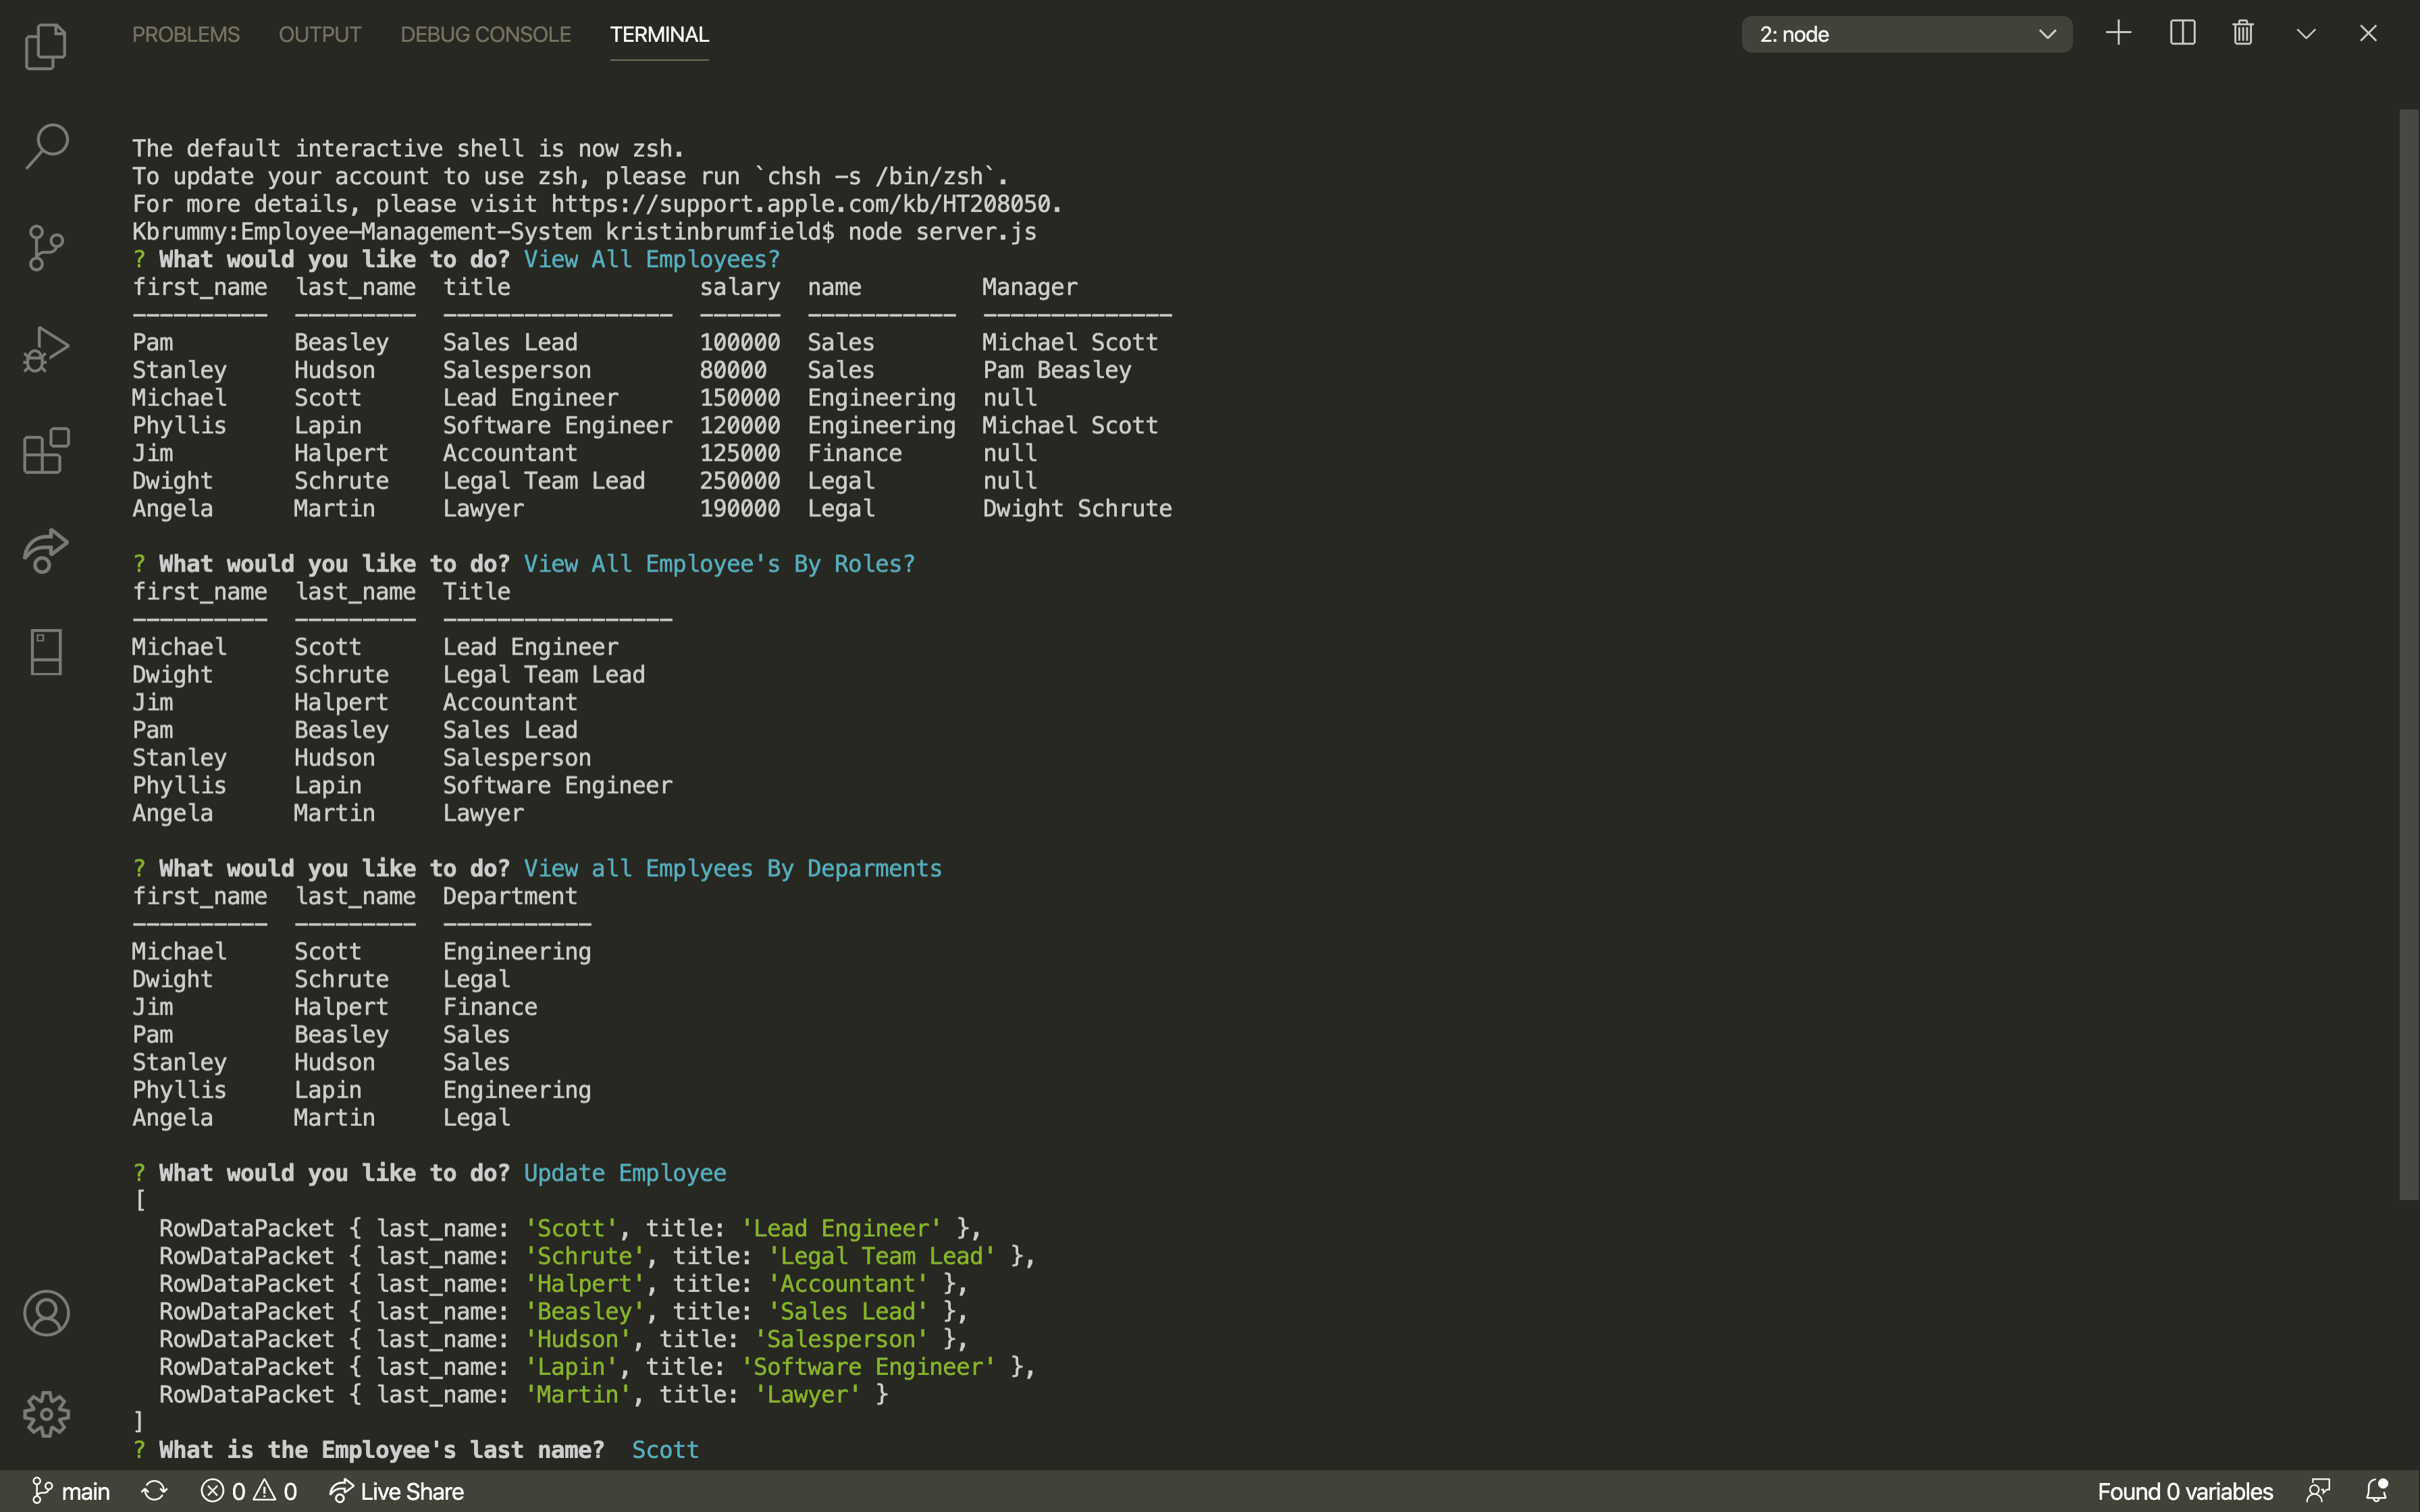 PROBLEMS OUTPUT DEBUG CONSOLE TERMINAL 2: node
The default interactive shell is now zsh.
To update your account to use zsh, please run `chsh -s /bin/zsh`.
For more details, please visit https://support.apple.com/kb/HT208050.
Kbrummy:Employee-Management-System kristinbrumfield$ node server.js
? What would you like to do? View All Employees?
first_name  last_name  title              salary  name         Manager
----------  ---------  -----------------  ------  -----------  --------------
Pam         Beasley    Sales Lead         100000  Sales        Michael Scott
Stanley     Hudson     Salesperson        80000   Sales        Pam Beasley
Michael     Scott      Lead Engineer      150000  Engineering  null
Phyllis     Lapin      Software Engineer  120000  Engineering  Michael Scott
Jim         Halpert    Accountant         125000  Finance      null
Dwight      Schrute    Legal Team Lead    250000  Legal        null
Angela      Martin     Lawyer             190000  Legal        Dwight Schrute
? What would you like to do? View All Employee's By Roles?
first_name  last_name  Title
----------  ---------  -----------------
Michael     Scott      Lead Engineer
Dwight      Schrute    Legal Team Lead
Jim         Halpert    Accountant
Pam         Beasley    Sales Lead
Stanley     Hudson     Salesperson
Phyllis     Lapin      Software Engineer
Angela      Martin     Lawyer
? What would you like to do? View all Emplyees By Deparments
first_name  last_name  Department
----------  ---------  -----------
Michael     Scott      Engineering
Dwight      Schrute    Legal
Jim         Halpert    Finance
Pam         Beasley    Sales
Stanley     Hudson     Sales
Phyllis     Lapin      Engineering
Angela      Martin     Legal
? What would you like to do? Update Employee
[
  RowDataPacket { last_name: 'Scott', title: 'Lead Engineer' },
  RowDataPacket { last_name: 'Schrute', title: 'Legal Team Lead' },
  RowDataPacket { last_name: 'Halpert', title: 'Accountant' },
  RowDataPacket { last_name: 'Beasley', title: 'Sales Lead' },
  RowDataPacket { last_name: 'Hudson', title: 'Salesperson' },
  RowDataPacket { last_name: 'Lapin', title: 'Software Engineer' },
  RowDataPacket { last_name: 'Martin', title: 'Lawyer' }
]
? What is the Employee's last name?  Scott
main 0 0 Live Share Found 0 variables